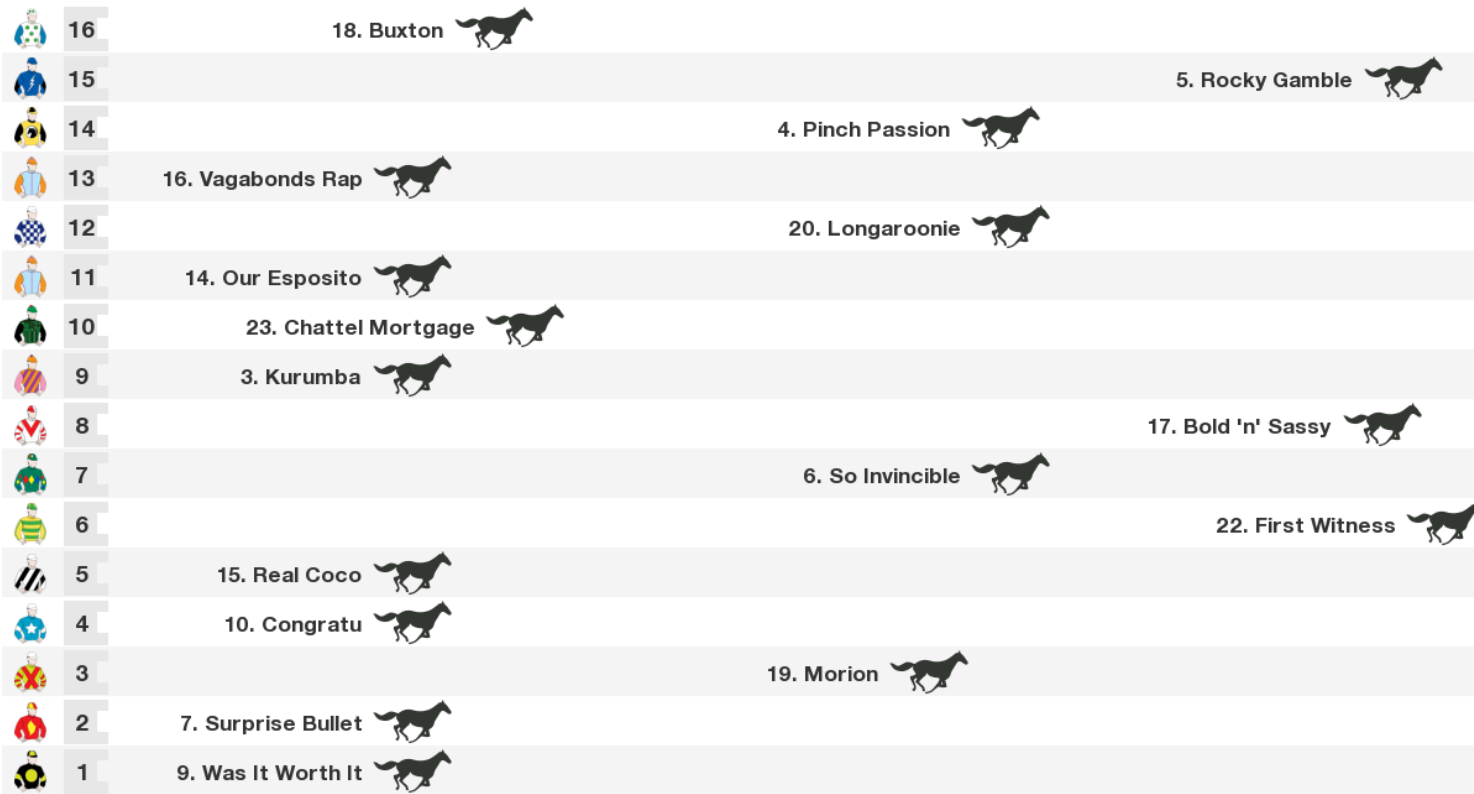 16 18. Buxton
15 5. Rocky Gamble
14 4. Pinch Passion
13 16. Vagabonds Rap
12 20. Longaroonie
11 14. Our Esposito
10 23. Chattel Mortgage
9 3. Kurumba
8 17. Bold 'n' Sassy
7 6. So Invincible
6 22. First Witness
5 15. Real Coco
4 10. Congratu
3 19. Morion
2 7. Surprise Bullet
1 9. Was It Worth It